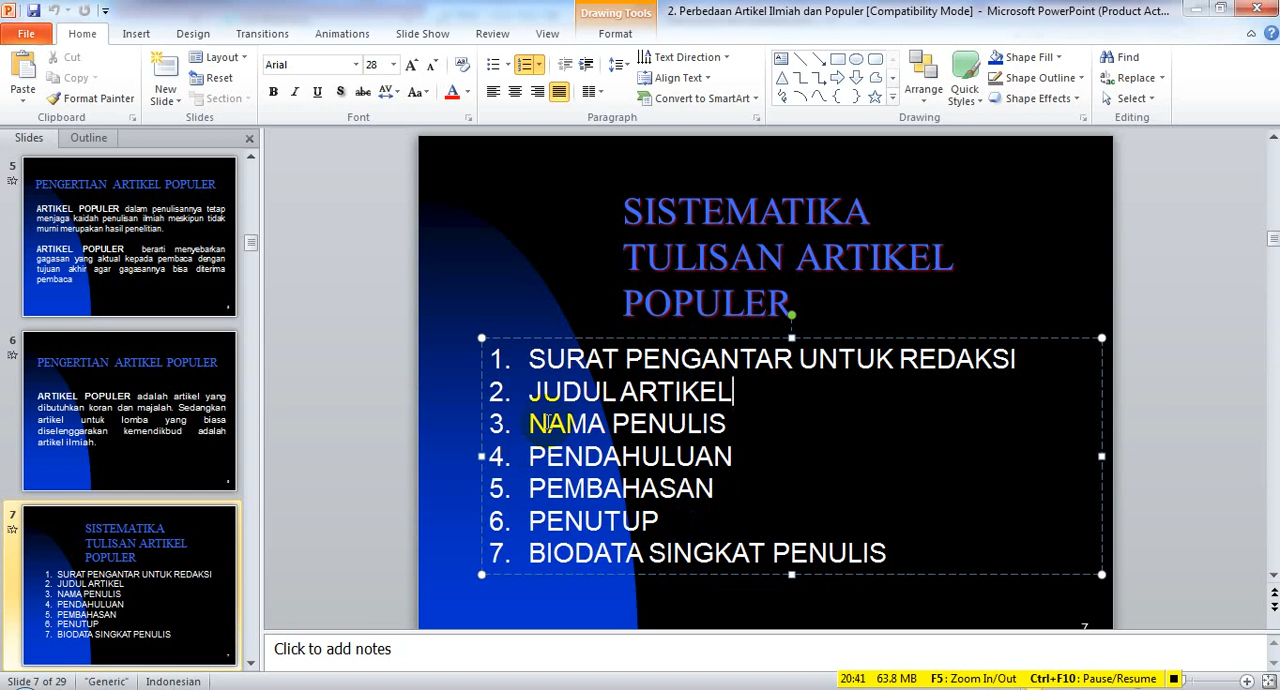 Drawing Tools
2. Perbedaan Artikel Ilmiah dan Populer [Compatibility Mode] - Microsoft PowerPoint (Product Act...
File Home Insert Design Transitions Animations Slide Show Review View Format
Paste
Cut
Copy
Format Painter
Clipboard
New Slide
Layout
Reset
Section
Slides
Arial 28
B I U S abc AV Aa A
Font
Text Direction
Align Text
Convert to SmartArt
Paragraph
Arrange
Quick Styles
Shape Fill
Shape Outline
Shape Effects
Drawing
Find
Replace
Select
Editing
Slides Outline
5
PENGERTIAN ARTIKEL POPULER
ARTIKEL POPULER dalam penulisannya tetap
menjaga kaidah penulisan ilmiah meskipun tidak
murni merupakan hasil penelitian.
ARTIKEL POPULER berarti menyebarkan
gagasan yang aktual kepada pembaca dengan
tujuan akhir agar gagasannya bisa diterima
pembaca
6
PENGERTIAN ARTIKEL POPULER
ARTIKEL POPULER adalah artikel yang
dibutuhkan koran dan majalah. Sedangkan
artikel untuk lomba yang biasa
diselenggarakan kemendikbud adalah
artikel ilmiah.
7
SISTEMATIKA
TULISAN ARTIKEL
POPULER
1. SURAT PENGANTAR UNTUK REDAKSI
2. JUDUL ARTIKEL
3. NAMA PENULIS
4. PENDAHULUAN
5. PEMBAHASAN
6. PENUTUP
7. BIODATA SINGKAT PENULIS
SISTEMATIKA
TULISAN ARTIKEL
POPULER
1. SURAT PENGANTAR UNTUK REDAKSI
2. JUDUL ARTIKEL
3. NAMA PENULIS
4. PENDAHULUAN
5. PEMBAHASAN
6. PENUTUP
7. BIODATA SINGKAT PENULIS
7
Click to add notes
Slide 7 of 29 "Generic" Indonesian
20:41 63.8 MB F5: Zoom In/Out Ctrl+F10: Pause/Resume